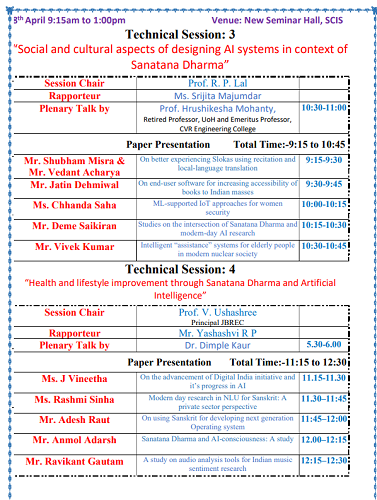 8th April 9:15am to 1:00pm Venue: New Seminar Hall, SCIS
Technical Session: 3
“Social and cultural aspects of designing AI systems in context of
Sanatana Dharma”
Session Chair Prof. R. P. Lal
Rapporteur Ms. Srijita Majumdar
Plenary Talk by Prof. Hrushikesha Mohanty, 10:30-11:00
Retired Professor, UoH and Emeritus Professor,
CVR Engineering College
Paper Presentation Total Time:-9:15 to 10:45
Mr. Shubham Misra & On better experiencing Slokas using recitation and 9:15-9:30
Mr. Vedant Acharya local-language translation
Mr. Jatin Dehmiwal On end-user software for increasing accessibility of 9:30-9:45
books to Indian masses
Ms. Chhanda Saha ML-supported IoT approaches for women 10:00-10:15
security
Mr. Deme Saikiran Studies on the intersection of Sanatana Dharma and 10:15-10:30
modern-day AI research
Mr. Vivek Kumar Intelligent “assistance” systems for elderly people 10:30-10:45
in modern nuclear society
Technical Session: 4
“Health and lifestyle improvement through Sanatana Dharma and Artificial
Intelligence”
Session Chair Prof. V. Ushashree
Principal JBREC
Rapporteur Mr. Yashashvi R P
Plenary Talk by Dr. Dimple Kaur 5.30-6.00
Paper Presentation Total Time:-11:15 to 12:30
Ms. J Vineetha On the advancement of Digital India initiative and 11.15-11.30
it’s progress in AI
Ms. Rashmi Sinha Modern day research in NLU for Sanskrit: A 11.30–11:45
private sector perspective
Mr. Adesh Raut On using Sanskrit for developing next generation 11:45–12:00
Operating system
Mr. Anmol Adarsh Sanatana Dharma and AI-consciousness: A study 12.00–12:15
Mr. Ravikant Gautam A study on audio analysis tools for Indian music 12:15–12:30
sentiment research